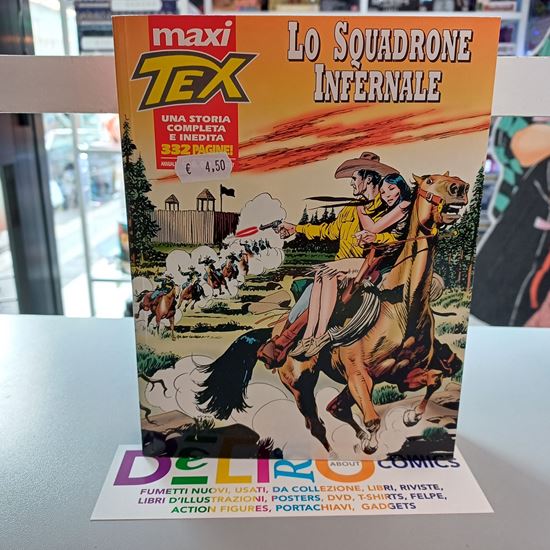 maxi
TEX
LO SQUADRONE
INFERNALE
UNA STORIA
COMPLETA
E INEDITA
332 PAGINE!
€ 4,50
DELIRIO
ABOUT
COMICS
FUMETTI NUOVI, USATI, DA COLLEZIONE, LIBRI, RIVISTE,
LIBRI D'ILLUSTRAZIONI, POSTERS, DVD, T-SHIRTS, FELPE,
ACTION FIGURES, PORTACHIAVI, GADGETS